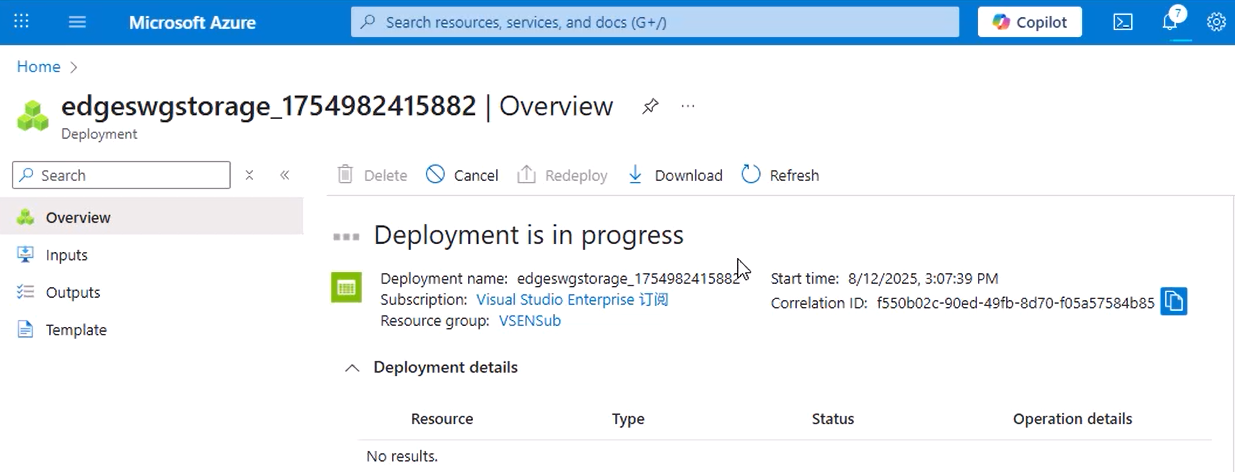 Microsoft Azure
Search resources, services, and docs (G+/)
Copilot
7
Home
edgeswgstorage_1754982415882 | Overview
Deployment
Search
Delete
Cancel
Redeploy
Download
Refresh
Overview
Inputs
Outputs
Template
Deployment is in progress
Deployment name: edgeswgstorage_1754982415882
Start time: 8/12/2025, 3:07:39 PM
Subscription: Visual Studio Enterprise 订阅
Correlation ID: f550b02c-90ed-49fb-8d70-f05a57584b85
Resource group: VSENSub
Deployment details
Resource Type Status Operation details
No results.